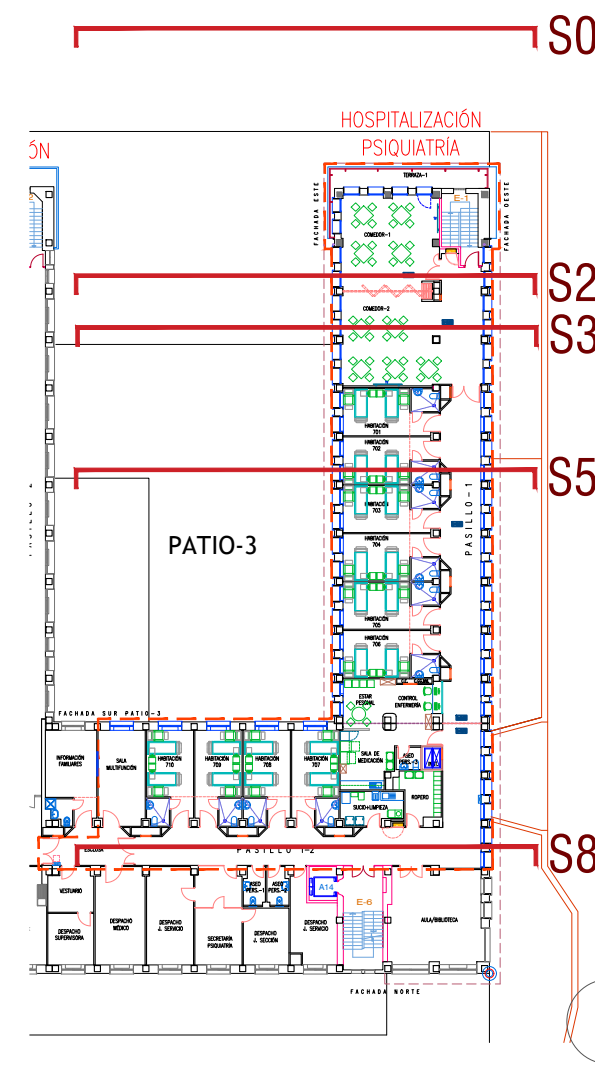 S0
HOSPITALIZACIÓN
PSIQUIATRÍA
ÓN
TERRAZA-1
E-1
FACHADA ESTE
FACHADA OESTE
COMEDOR-1
S2
COMEDOR-2
S3
HABITACIÓN
701
HABITACIÓN
702
S5
HABITACIÓN
703
PASILLO-1
PATIO-3
HABITACIÓN
704
HABITACIÓN
705
HABITACIÓN
706
ESTAR
PESONAL
CONTROL
ENFERMERÍA
FACHADA SUR PATIO-3
INFORMACIÓN
FAMILIARES
SALA
MULTIFUNCIÓN
HABITACIÓN
710
HABITACIÓN
709
HABITACIÓN
708
HABITACIÓN
707
SALA DE
MEDICACIÓN
ASEO
PERS.-3
ROPERO
SUCIO+LIMPIEZA
ESCLUSA
PASILLO 1-2
S8
VESTUARIO
ASEO
PERS.-1
ASEO
PERS.-2
A14
E-6
DESPACHO
SUPERVISORA
DESPACHO
MÉDICO
DESPACHO
J. SERVICIO
SECRETARÍA
PSIQUIATRÍA
DESPACHO
J. SECCIÓN
DESPACHO
J. SERVICIO
AULA/BIBLIOTECA
FACHADA NORTE